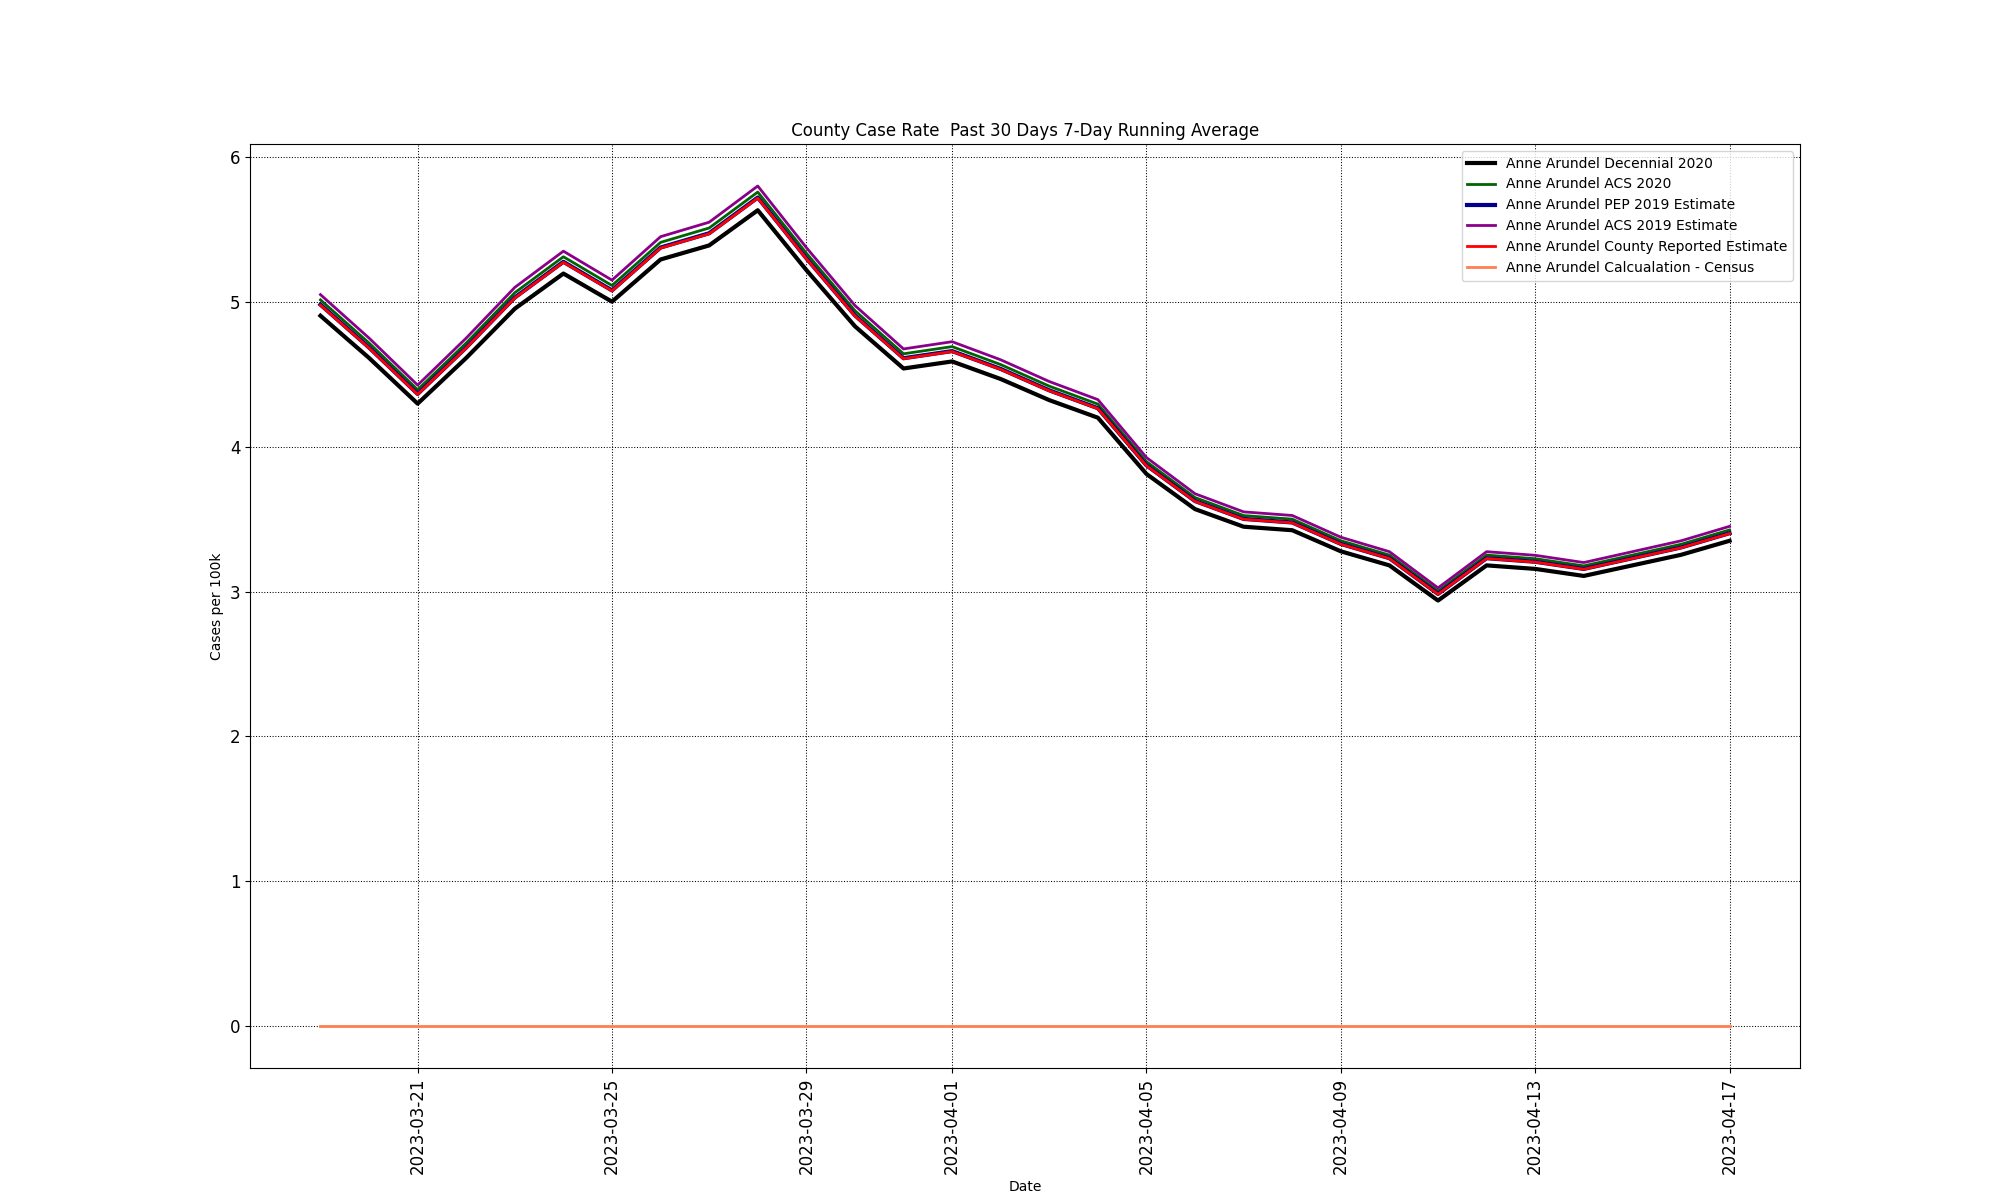 County Case Rate  Past 30 Days 7-Day Running Average
Anne Arundel Decennial 2020
Anne Arundel ACS 2020
Anne Arundel PEP 2019 Estimate
Anne Arundel ACS 2019 Estimate
Anne Arundel County Reported Estimate
Anne Arundel Calcualation - Census
6
5
4
3
2
1
0
Cases per 100k
2023-03-21
2023-03-25
2023-03-29
2023-04-01
2023-04-05
2023-04-09
2023-04-13
2023-04-17
Date